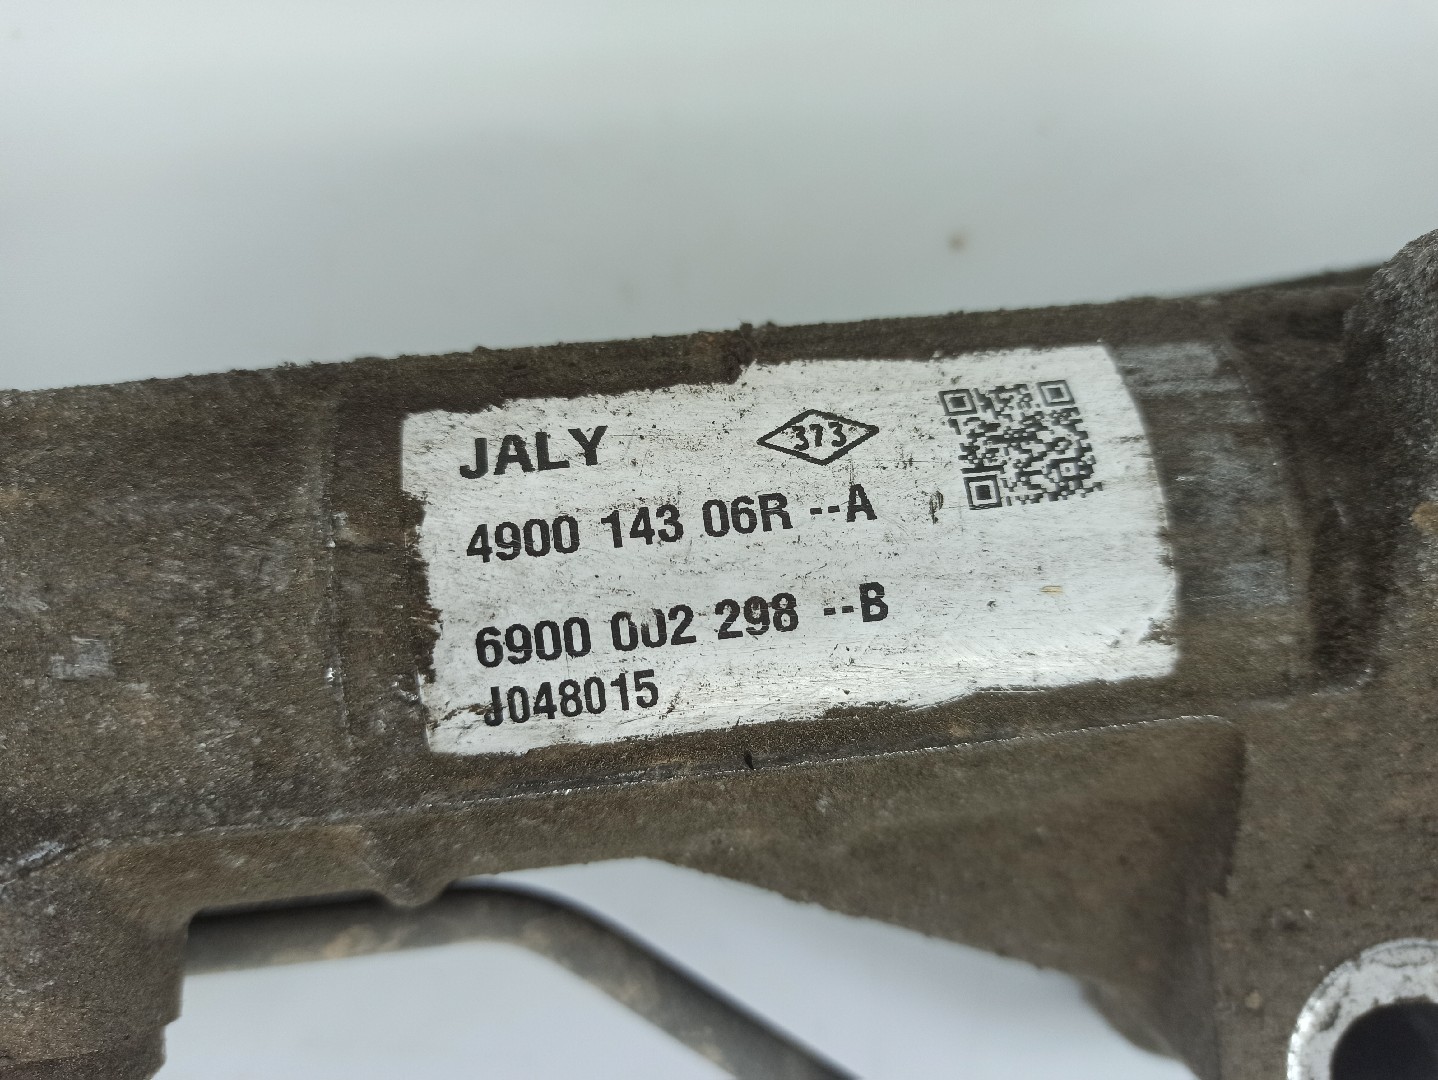 JALY 373
4900 143 06R --A
6900 002 298 --B
J048015